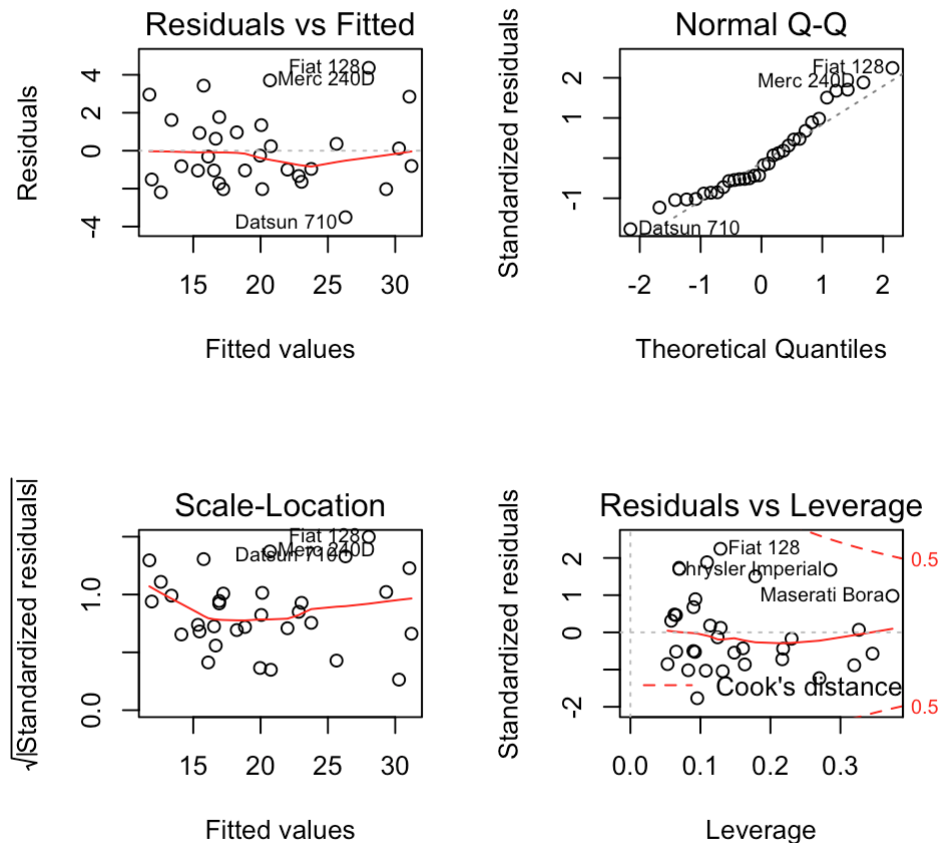 Residuals vs Fitted
Residuals
4
2
0
-4
Fiat 128
Merc 240D
Datsun 710
15 20 25 30
Fitted values
Normal Q-Q
Standardized residuals
2
1
-1
Fiat 128
Merc 240D
Datsun 710
-2 -1 0 1 2
Theoretical Quantiles
Scale-Location
√|Standardized residuals|
1.0
0.0
Fiat 128
Merc 240D
Datsun 710
15 20 25 30
Fitted values
Residuals vs Leverage
Standardized residuals
2
1
0
-2
Fiat 128
Chrysler Imperial
Maserati Bora
Cook's distance
0.5
0.5
0.0 0.1 0.2 0.3
Leverage